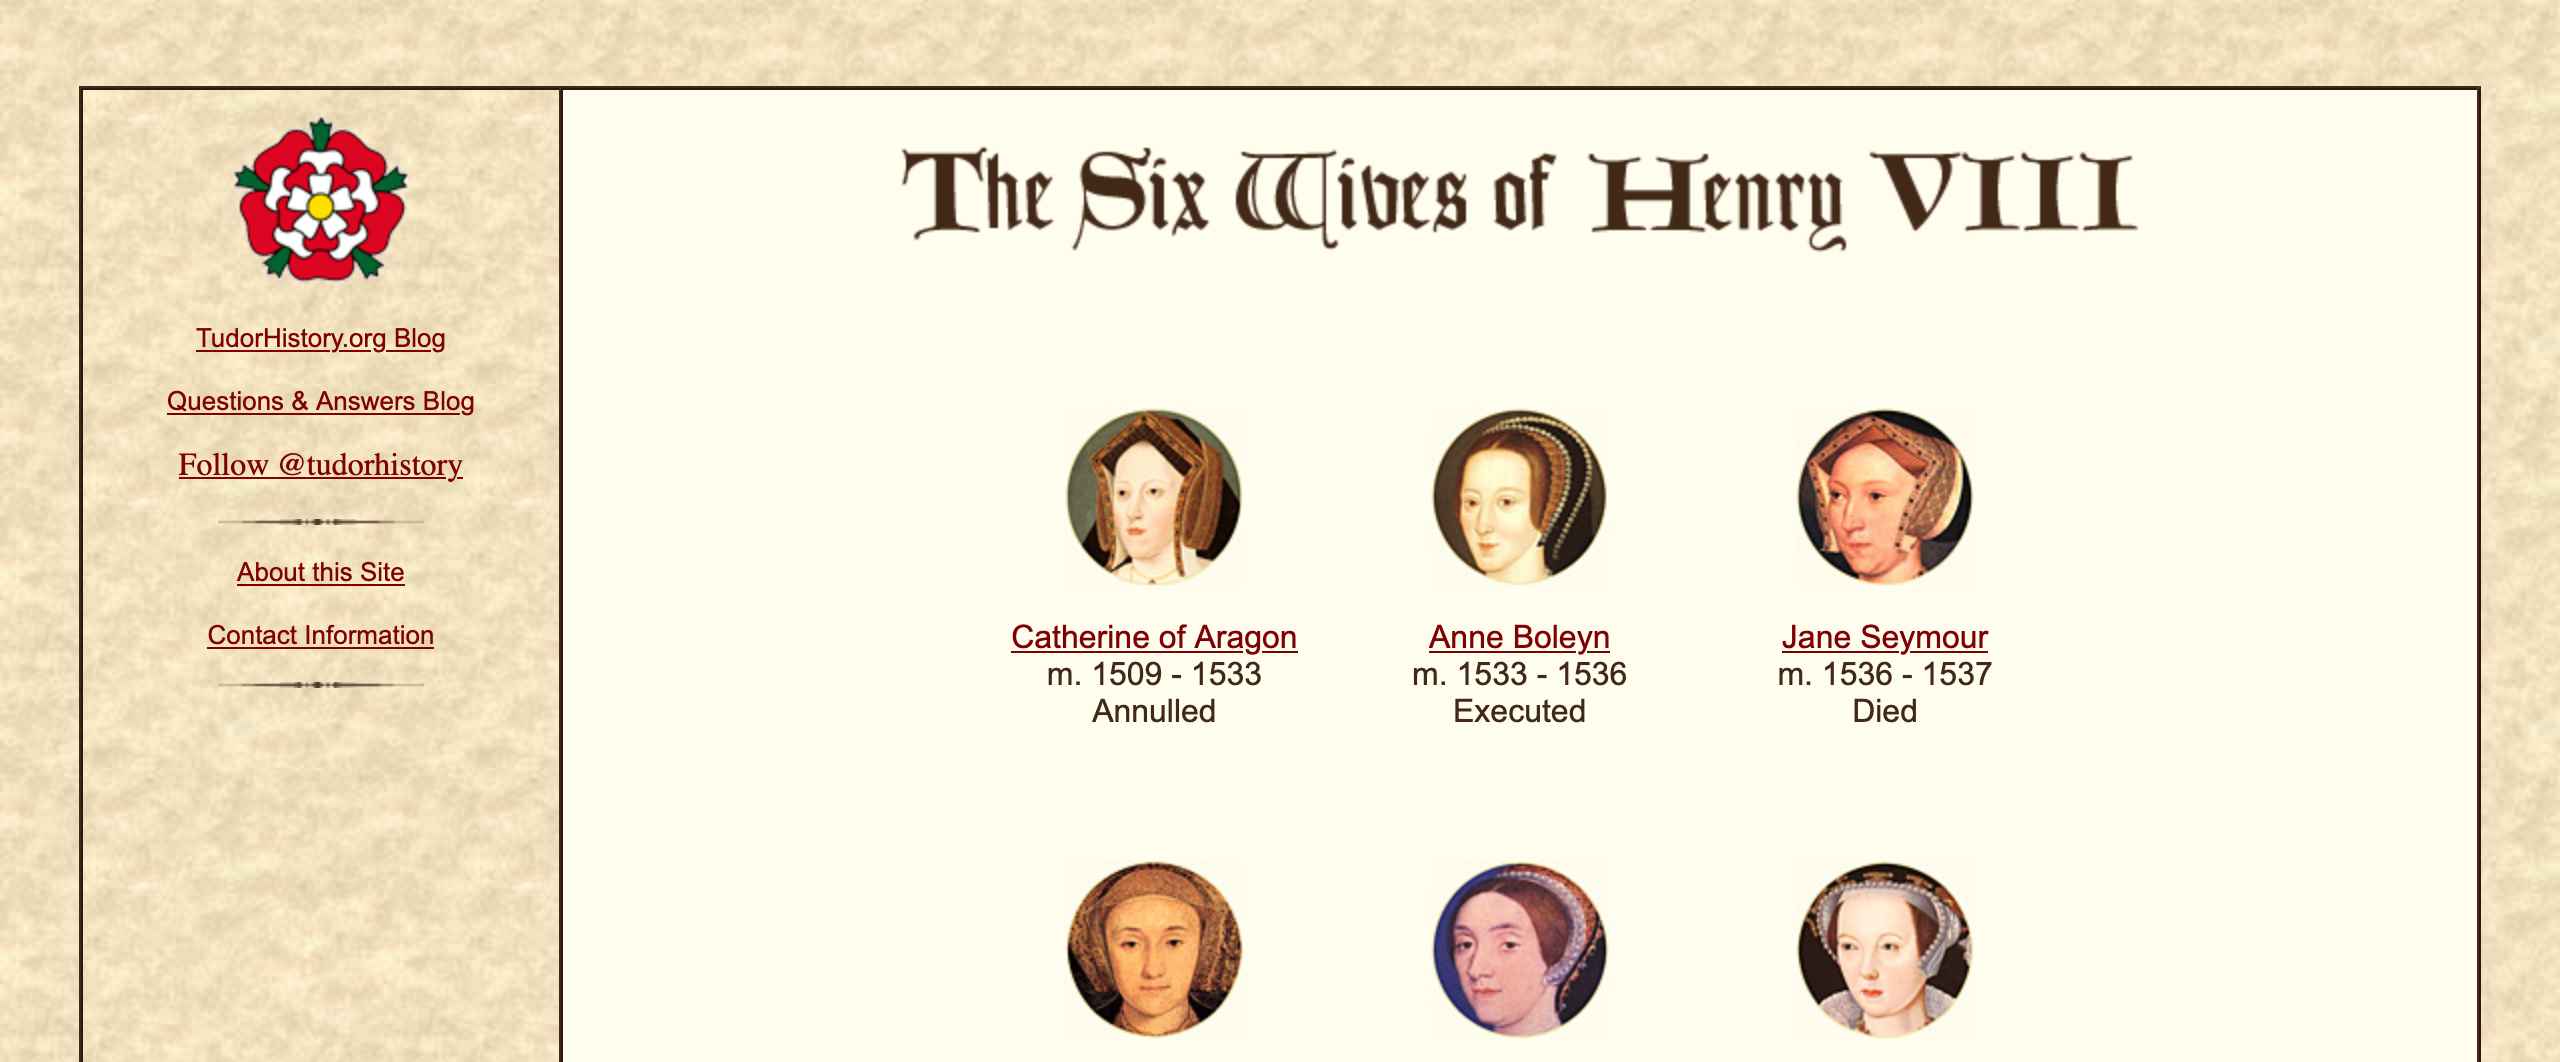 The Six Wives of Henry VIII
TudorHistory.org Blog
Questions & Answers Blog
Follow @tudorhistory
About this Site
Contact Information
Catherine of Aragon
m. 1509 - 1533
Annulled
Anne Boleyn
m. 1533 - 1536
Executed
Jane Seymour
m. 1536 - 1537
Died